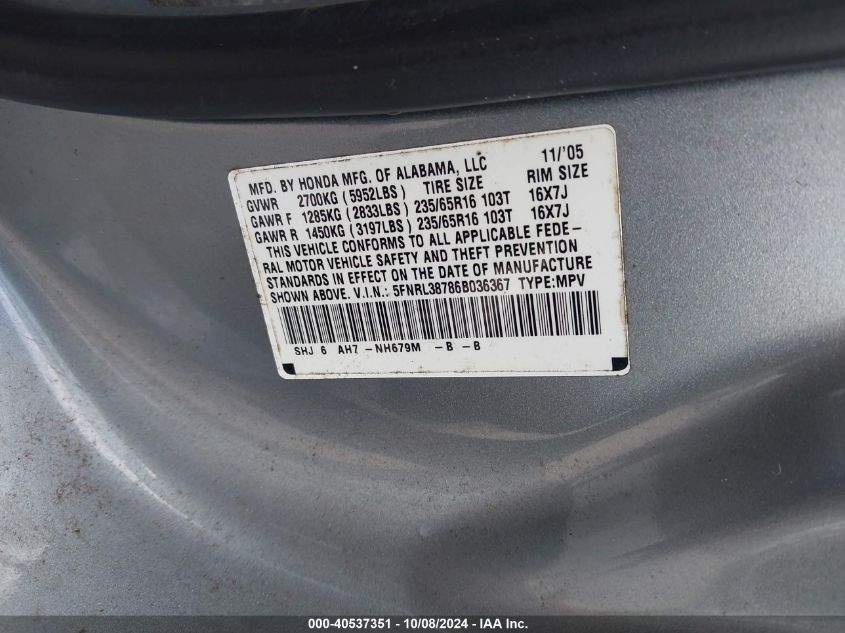 MFD. BY HONDA MFG. OF ALABAMA, LLC 11/'05
GVWR 2700KG (5952LBS) TIRE SIZE RIM SIZE
GAWR F 1285KG (2833LBS) 235/65R16 103T 16X7J
GAWR R 1450KG (3197LBS) 235/65R16 103T 16X7J
THIS VEHICLE CONFORMS TO ALL APPLICABLE FEDE-
RAL MOTOR VEHICLE SAFETY AND THEFT PREVENTION
STANDARDS IN EFFECT ON THE DATE OF MANUFACTURE
SHOWN ABOVE. V.I.N.: 5FNRL38786B036367 TYPE:MPV
SHJ 6 AH7 -NH679M -B -B
000-40537351 - 10/08/2024 - IAA Inc.